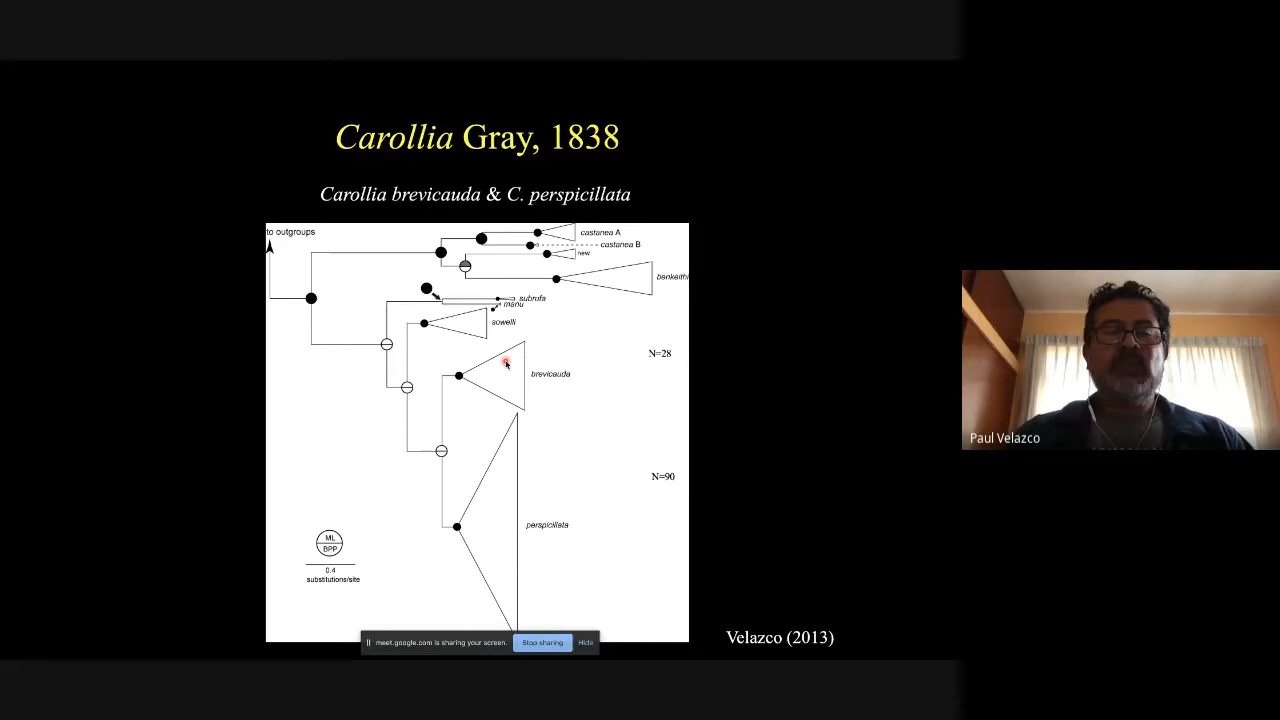 Carollia Gray, 1838
Carollia brevicauda & C. perspicillata
to outgroups
castanea A
castanea B
new
benkeithi
subrufa
manu
sowelli
N=28
brevicauda
N=90
perspicillata
ML
BPP
0.4
substitutions/site
meet.google.com is sharing your screen.
Stop sharing
Hide
Velazco (2013)
Paul Velazco